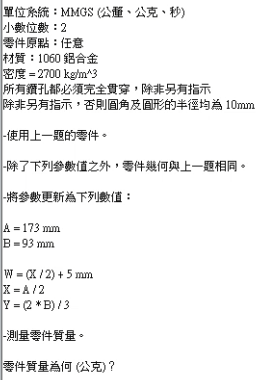 單位系統：MMGS (公釐、公克、秒)
小數位數：2
零件原點：任意
材質：1060 鋁合金
密度 = 2700 kg/m^3
所有鑽孔都必須完全貫穿，除非另有指示
除非另有指示，否則圓角及圓形的半徑均為 10mm
-使用上一題的零件。
-除了下列參數值之外，零件幾何與上一題相同。
-將參數更新為下列數值：
A = 173 mm
B = 93 mm
W = (X / 2) + 5 mm
X = A / 2
Y = (2 * B) / 3
-測量零件質量。
零件質量為何 (公克)？